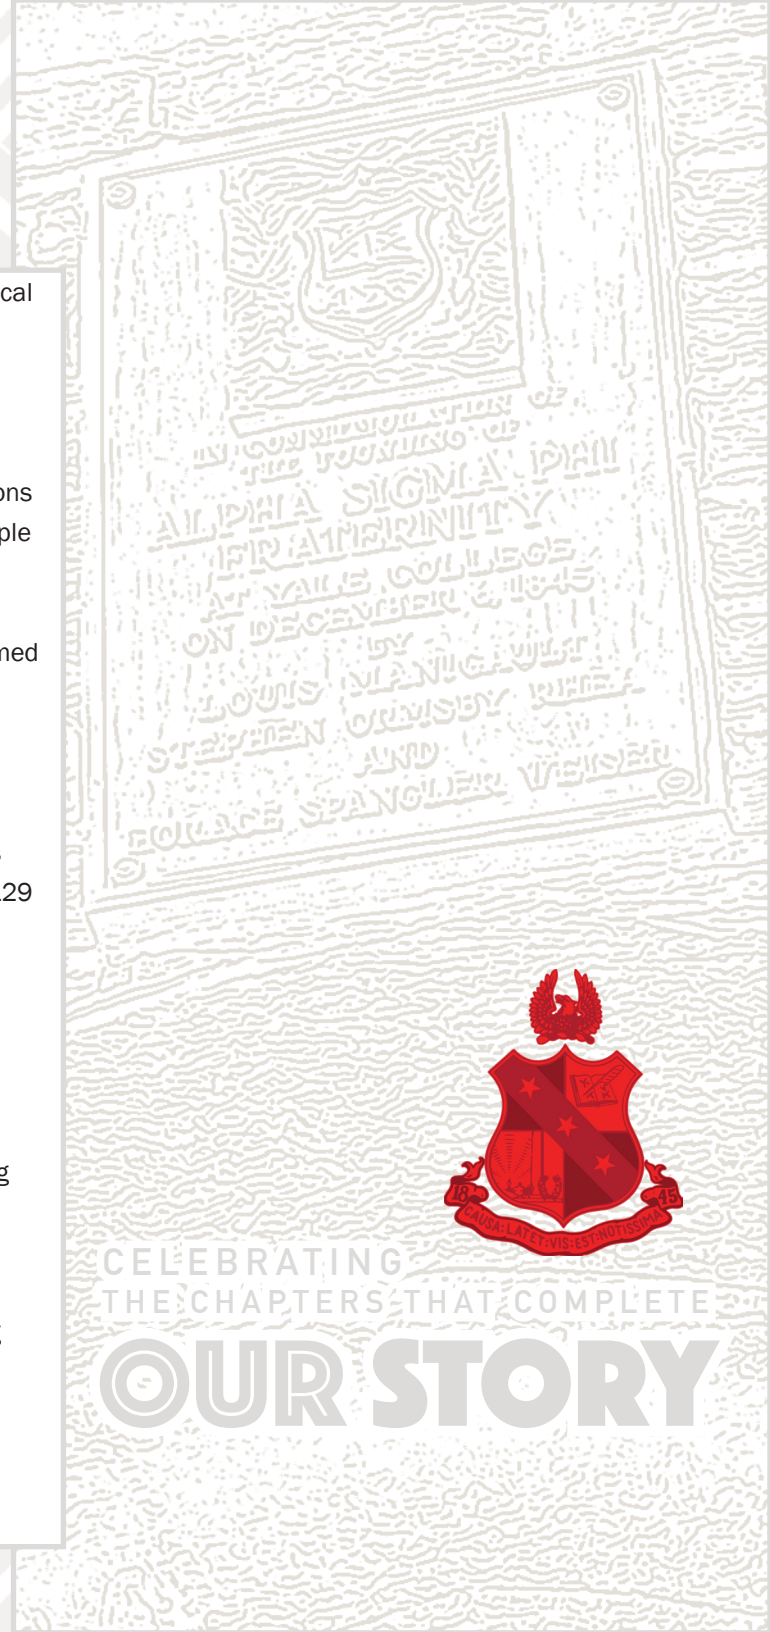 cal
ons
ple
med
29
g
IN COMMEMORATION OF
THE FOUNDING OF
ALPHA SIGMA PHI
FRATERNITY
AT YALE COLLEGE
ON DECEMBER 6, 1845
BY
LOUIS MANIGAULT
STEPHEN ORMSBY RHEA
AND
HORACE SPANGLER WEISER
18 45
CAUSA·LATET:VIS:EST:NOTISSIMA
CELEBRATING
THE CHAPTERS THAT COMPLETE
OUR STORY